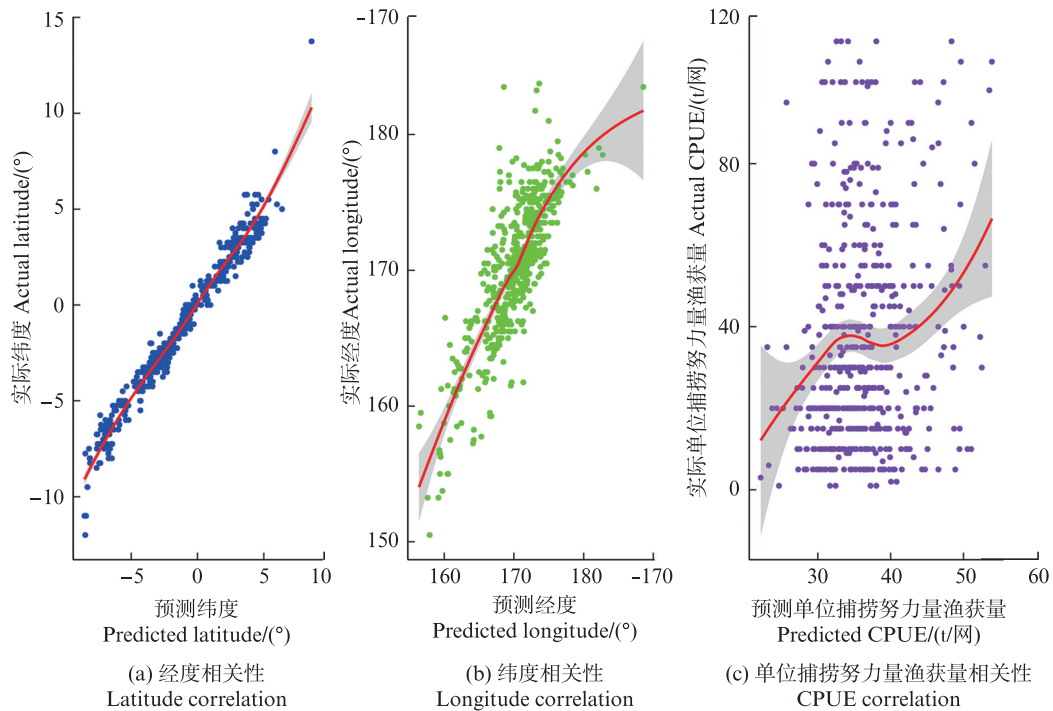 15
10
5
0
−5
−10
实际纬度 Actual latitude/(°)
−5
0
5
10
预测纬度
Predicted latitude/(°)
(a) 经度相关性
Latitude correlation
-170
180
170
160
150
实际经度Actual longitude/(°)
160
170
180
-170
预测经度
Predicted longitude/(°)
(b) 纬度相关性
Longitude correlation
120
80
40
0
实际单位捕捞努力量渔获量 Actual CPUE/(t/网)
30
40
50
60
预测单位捕捞努力量渔获量
Predicted CPUE/(t/网)
(c) 单位捕捞努力量渔获量相关性
CPUE correlation